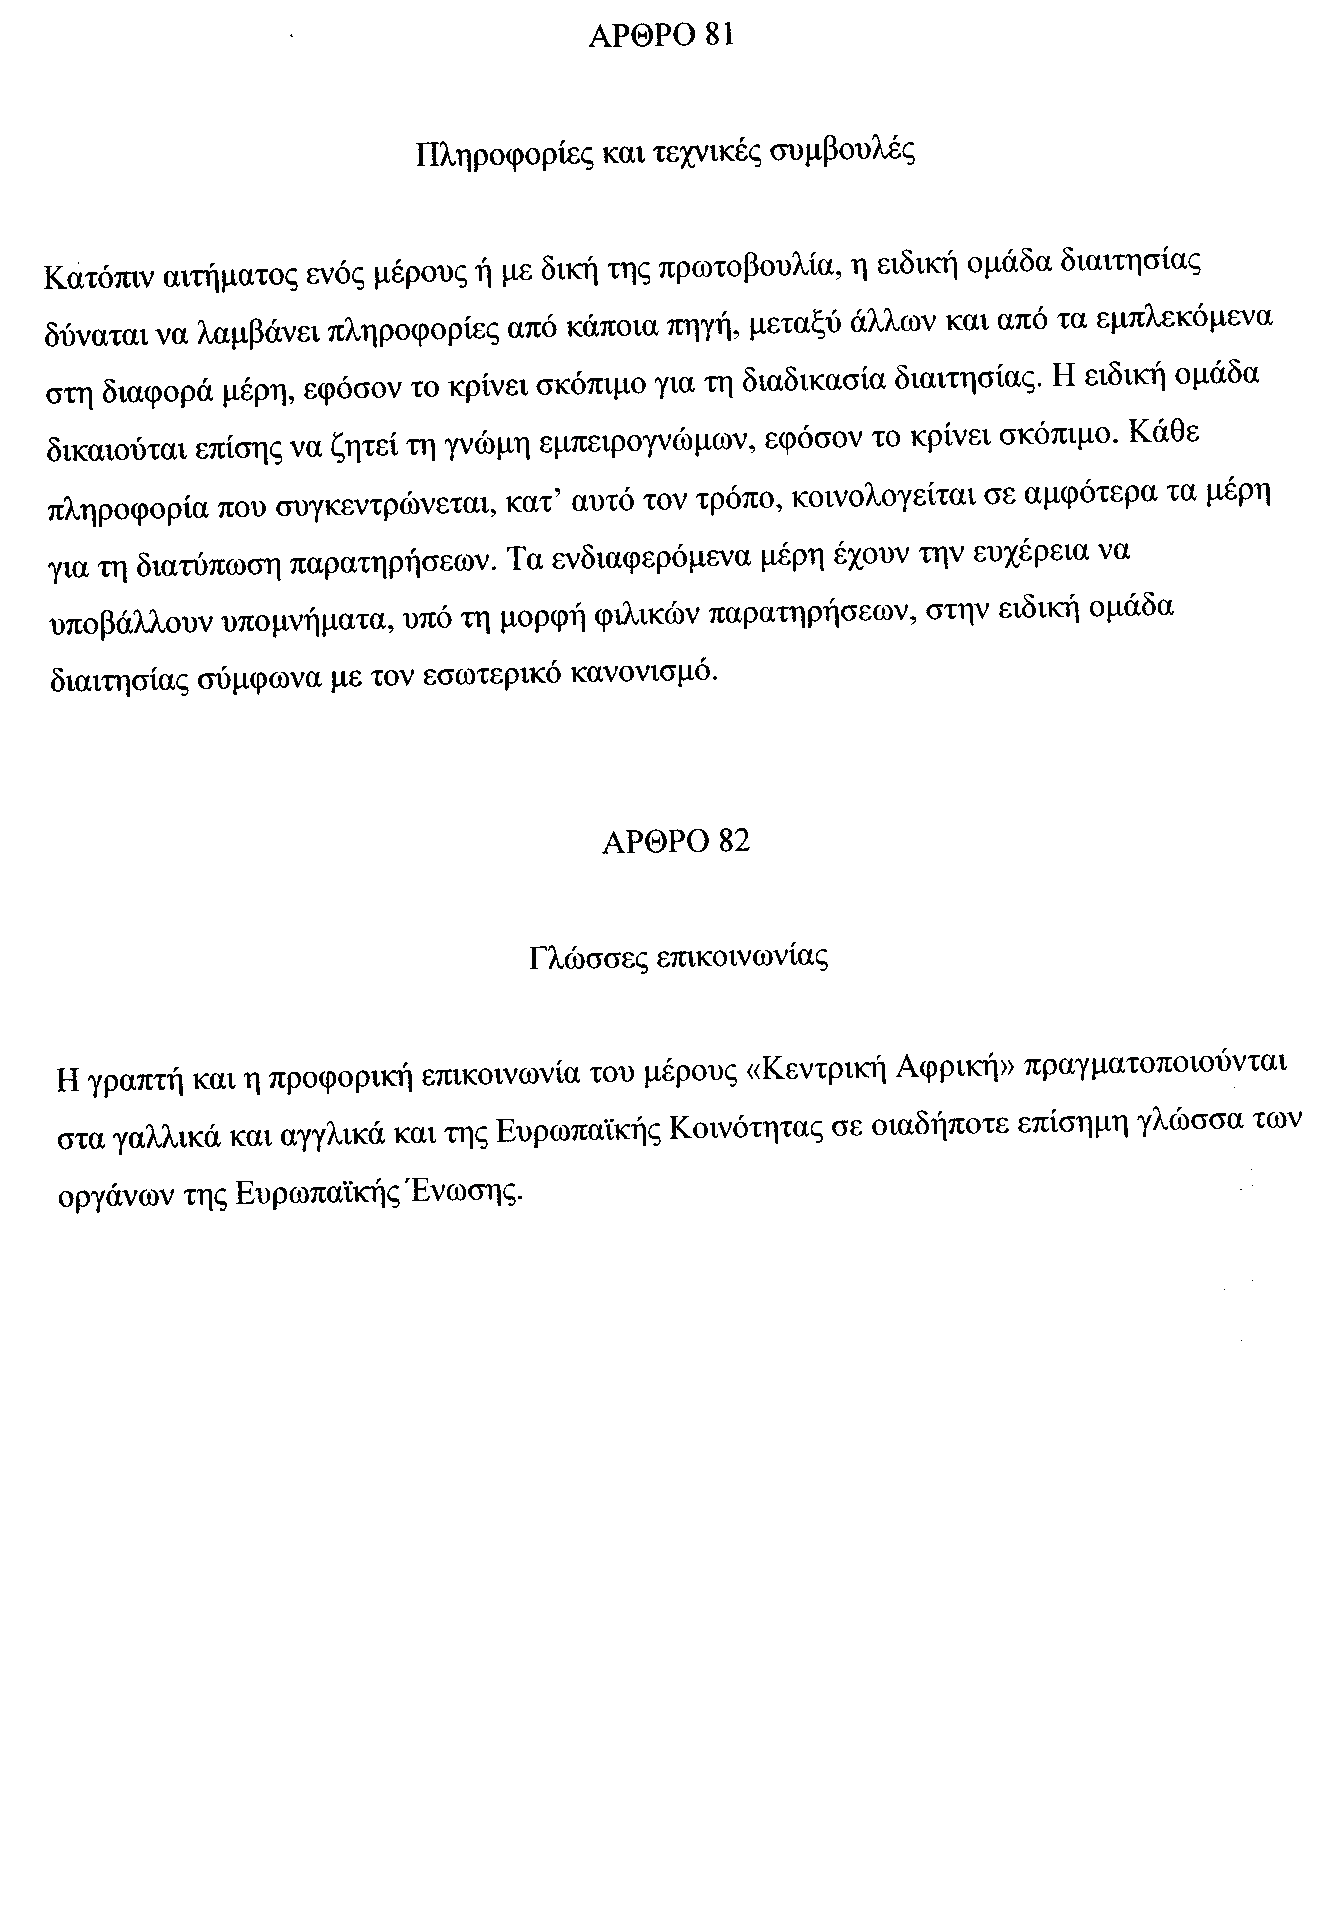 ΑΡΘΡΟ 81
Πληροφορίες και τεχνικές συμβουλές
Κατόπιν αιτήματος ενός μέρους ή με δική της πρωτοβουλία, η ειδική ομάδα διαιτησίας
δύναται να λαμβάνει πληροφορίες από κάποια πηγή, μεταξύ άλλων και από τα εμπλεκόμενα
στη διαφορά μέρη, εφόσον το κρίνει σκόπιμο για τη διαδικασία διαιτησίας. Η ειδική ομάδα
δικαιούται επίσης να ζητεί τη γνώμη εμπειρογνώμων, εφόσον το κρίνει σκόπιμο. Κάθε
πληροφορία που συγκεντρώνεται, κατ’ αυτό τον τρόπο, κοινολογείται σε αμφότερα τα μέρη
για τη διατύπωση παρατηρήσεων. Τα ενδιαφερόμενα μέρη έχουν την ευχέρεια να
υποβάλλουν υπομνήματα, υπό τη μορφή φιλικών παρατηρήσεων, στην ειδική ομάδα
διαιτησίας σύμφωνα με τον εσωτερικό κανονισμό.
ΑΡΘΡΟ 82
Γλώσσες επικοινωνίας
Η γραπτή και η προφορική επικοινωνία του μέρους «Κεντρική Αφρική» πραγματοποιούνται
στα γαλλικά και αγγλικά και της Ευρωπαϊκής Κοινότητας σε οιαδήποτε επίσημη γλώσσα των
οργάνων της Ευρωπαϊκής Ένωσης.